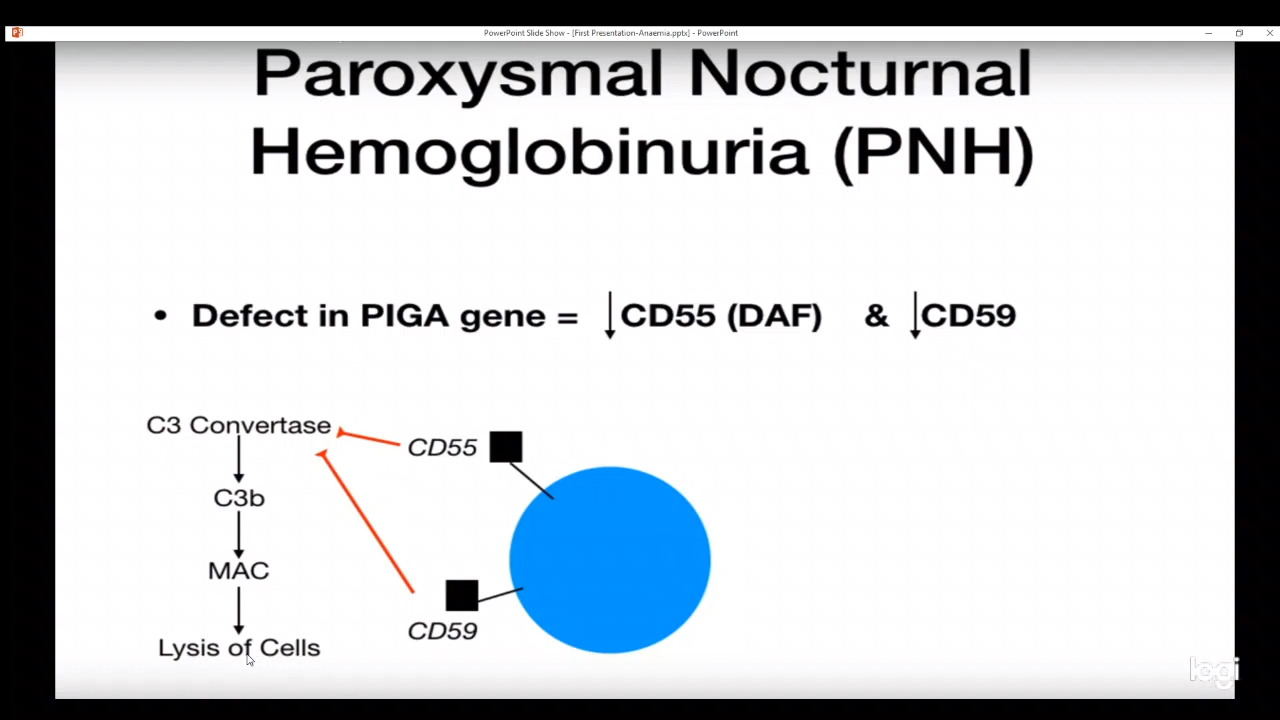 PowerPoint Slide Show - [First Presentation-Anaemia.pptx] - PowerPoint
Paroxysmal Nocturnal
Hemoglobinuria (PNH)
• Defect in PIGA gene = ↓CD55 (DAF) & ↓CD59
C3 Convertase
CD55
C3b
MAC
CD59
Lysis of Cells
logi